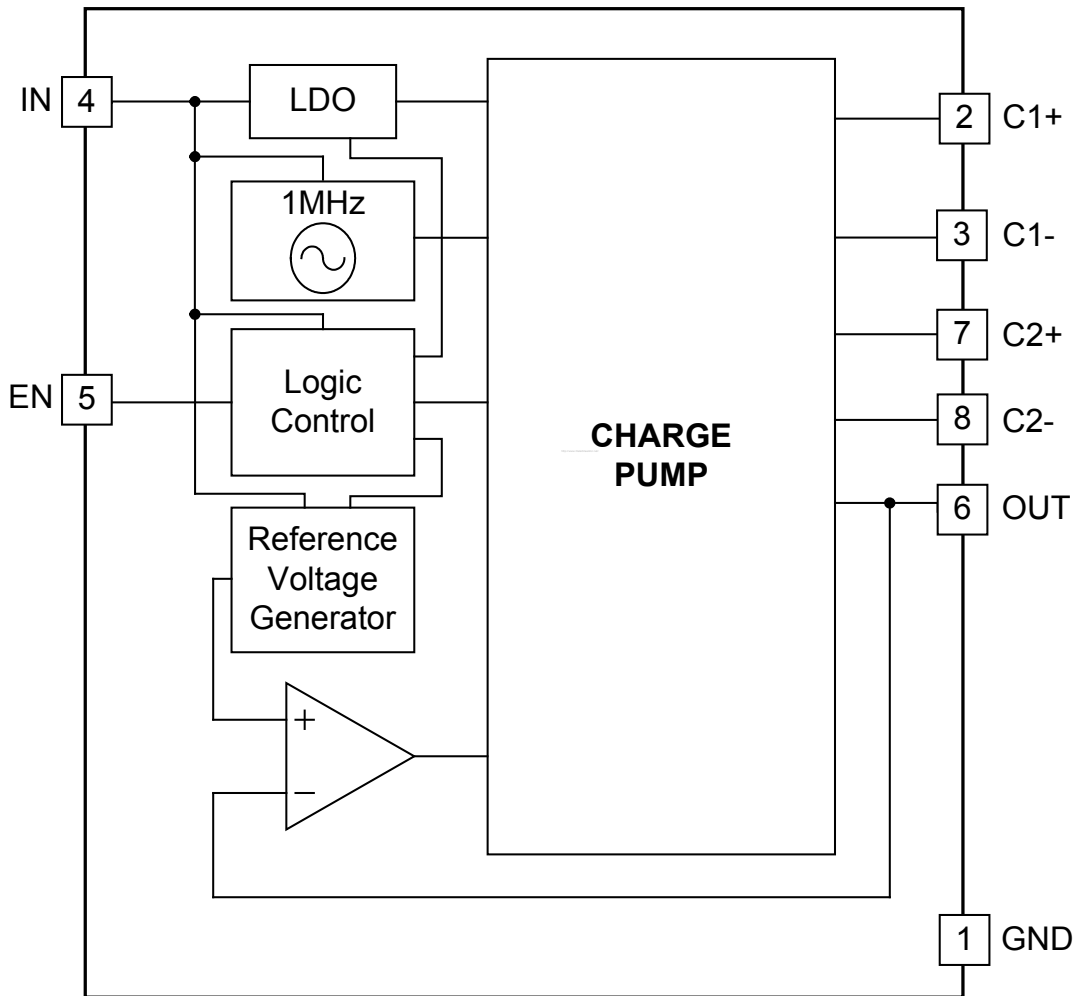 IN
4
LDO
2
C1+
1MHz
3
C1-
7
C2+
EN
5
Logic
Control
8
C2-
CHARGE
PUMP
6
OUT
Reference
Voltage
Generator
+
−
1
GND